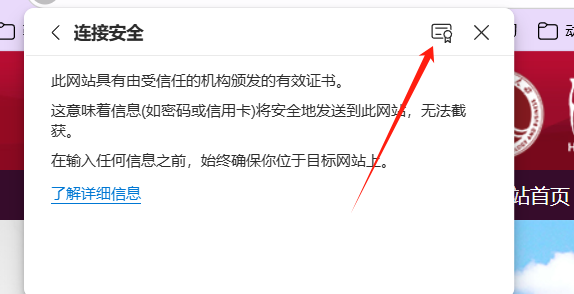 连接安全
此网站具有由受信任的机构颁发的有效证书。
这意味着信息(如密码或信用卡)将安全地发送到此网站，无法截
获。
在输入任何信息之前，始终确保你位于目标网站上。
了解详细信息
站首页